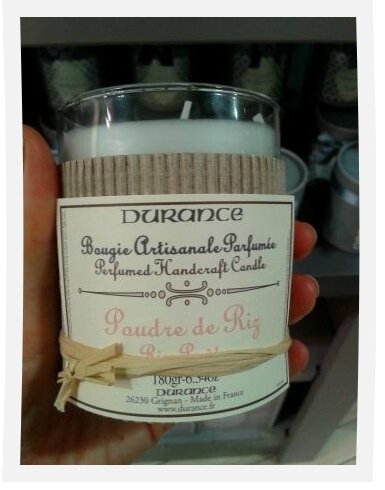 DURANCE
Bougie Artisanale Parfumée
Perfumed Handcraft Candle
Poudre de Riz
180gr-6.34oz
DURANCE
26230 Grignan - Made in France
www.durance.fr